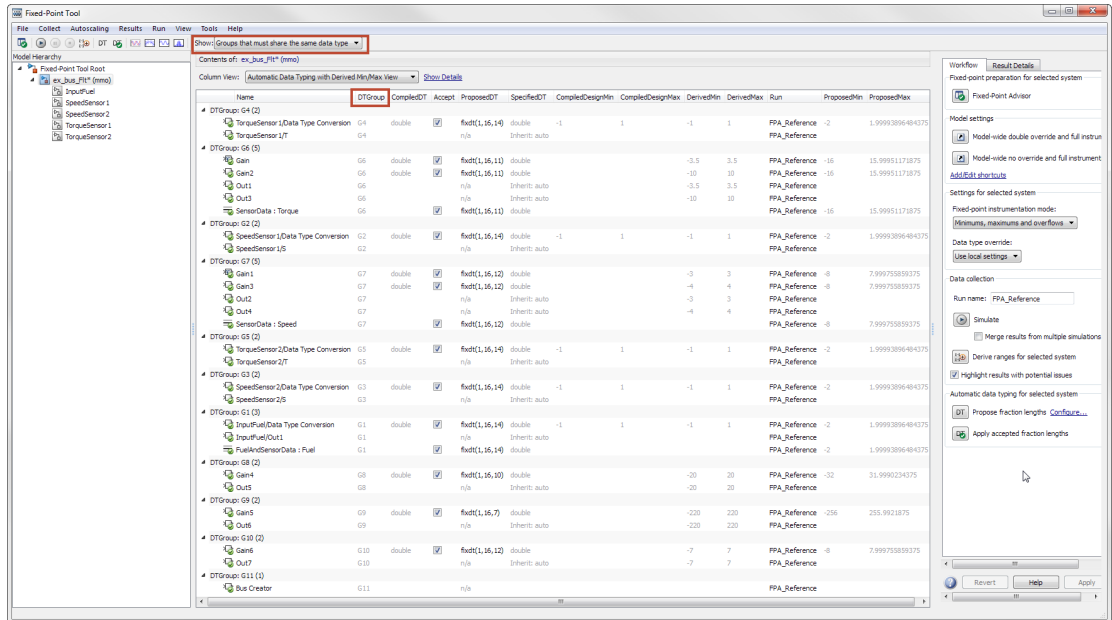 Fixed-Point Tool
File Collect Autoscaling Results Run View Tools Help
DT Show: Groups that must share the same data type
Model Hierarchy
Fixed-Point Tool Root
ex_bus_Flt* (mmo)
InputFuel
SpeedSensor1
SpeedSensor2
TorqueSensor1
TorqueSensor2
Contents of: ex_bus_Flt* (mmo)
Column View: Automatic Data Typing with Derived Min/Max View Show Details
Name DTGroup CompiledDT Accept ProposedDT SpecifiedDT CompiledDesignMin CompiledDesignMax DerivedMin DerivedMax Run ProposedMin ProposedMax
DTGroup: G4 (2)
TorqueSensor1/Data Type Conversion G4 double fixdt(1,16,14) double -1 1 -1 1 FPA_Reference -2 1.99993896484375
TorqueSensor1/T G4 n/a Inherit: auto FPA_Reference
DTGroup: G6 (5)
Gain G6 double fixdt(1,16,11) double -3.5 3.5 FPA_Reference -16 15.99951171875
Gain2 G6 double fixdt(1,16,11) double -10 10 FPA_Reference -16 15.99951171875
Out1 G6 n/a Inherit: auto -3.5 3.5 FPA_Reference
Out3 G6 n/a Inherit: auto -10 10 FPA_Reference
SensorData : Torque G6 fixdt(1,16,11) double FPA_Reference -16 15.99951171875
DTGroup: G2 (2)
SpeedSensor1/Data Type Conversion G2 double fixdt(1,16,14) double -1 1 -1 1 FPA_Reference -2 1.99993896484375
SpeedSensor1/S G2 n/a Inherit: auto FPA_Reference
DTGroup: G7 (5)
Gain1 G7 double fixdt(1,16,12) double -3 3 FPA_Reference -8 7.999755859375
Gain3 G7 double fixdt(1,16,12) double -4 4 FPA_Reference -8 7.999755859375
Out2 G7 n/a Inherit: auto -3 3 FPA_Reference
Out4 G7 n/a Inherit: auto -4 4 FPA_Reference
SensorData : Speed G7 fixdt(1,16,12) double FPA_Reference -8 7.999755859375
DTGroup: G5 (2)
TorqueSensor2/Data Type Conversion G5 double fixdt(1,16,14) double -1 1 -1 1 FPA_Reference -2 1.99993896484375
TorqueSensor2/T G5 n/a Inherit: auto FPA_Reference
DTGroup: G3 (2)
SpeedSensor2/Data Type Conversion G3 double fixdt(1,16,14) double -1 1 -1 1 FPA_Reference -2 1.99993896484375
SpeedSensor2/S G3 n/a Inherit: auto FPA_Reference
DTGroup: G1 (3)
InputFuel/Data Type Conversion G1 double fixdt(1,16,14) double -1 1 -1 1 FPA_Reference -2 1.99993896484375
InputFuel/Out1 G1 n/a Inherit: auto FPA_Reference
FuelAndSensorData : Fuel G1 fixdt(1,16,14) double FPA_Reference -2 1.99993896484375
DTGroup: G8 (2)
Gain4 G8 double fixdt(1,16,10) double -20 20 FPA_Reference -32 31.9990234375
Out5 G8 n/a Inherit: auto -20 20 FPA_Reference
DTGroup: G9 (2)
Gain5 G9 double fixdt(1,16,7) double -220 220 FPA_Reference -256 255.9921875
Out6 G9 n/a Inherit: auto -220 220 FPA_Reference
DTGroup: G10 (2)
Gain6 G10 double fixdt(1,16,12) double -7 7 FPA_Reference -8 7.999755859375
Out7 G10 n/a Inherit: auto -7 7 FPA_Reference
DTGroup: G11 (1)
Bus Creator G11 n/a FPA_Reference
Workflow Result Details
Fixed-point preparation for selected system
Fixed-Point Advisor
Model settings
Model-wide double override and full instrun
Model-wide no override and full instrument
Add/Edit shortcuts
Settings for selected system
Fixed-point instrumentation mode:
Minimums, maximums and overflows
Data type override:
Use local settings
Data collection
Run name: FPA_Reference
Simulate
Merge results from multiple simulations
Derive ranges for selected system
Highlight results with potential issues
Automatic data typing for selected system
DT Propose fraction lengths Configure...
Apply accepted fraction lengths
Revert Help Apply